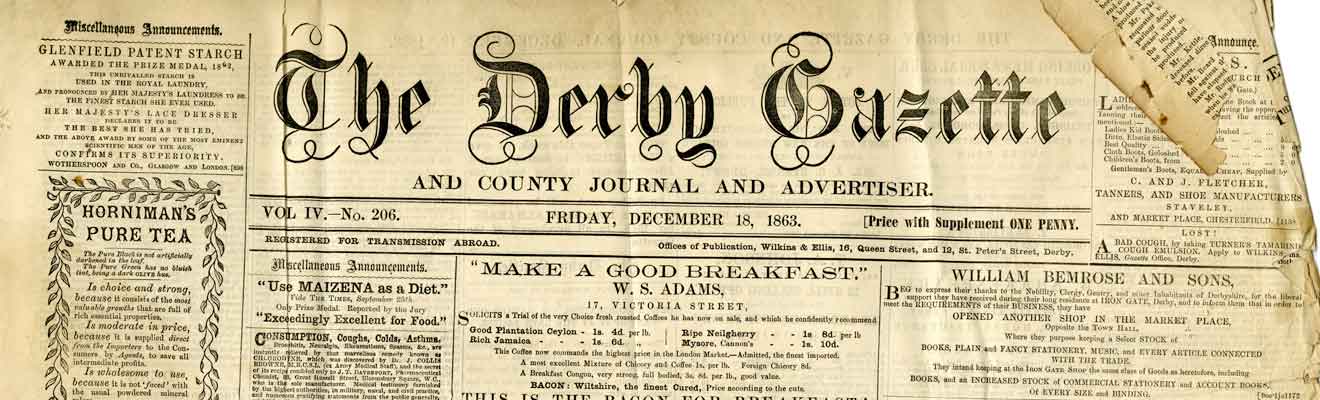 Miscellaneous Announcements.
GLENFIELD PATENT STARCH
AWARDED THE PRIZE MEDAL, 1862,
THIS UNRIVALLED STARCH IS
USED IN THE ROYAL LAUNDRY,
AND PRONOUNCED BY HER MAJESTY'S LAUNDRESS TO BE
THE FINEST STARCH SHE EVER USED.
HER MAJESTY'S LACE DRESSER
DECLARES IT TO BE
THE BEST SHE HAS TRIED,
AND THE ABOVE AWARD BY SOME OF THE MOST EMINENT
SCIENTIFIC MEN OF THE AGE,
CONFIRMS ITS SUPERIORITY.
WOTHERSPOON AND CO., GLASGOW AND LONDON.
HORNIMAN'S
PURE TEA
The Pure Black is not artificially
darkened in the leaf.
The Pure Green has no bluish
tint, being a dark OLIVE hue.
Is choice and strong,
because it consists of the most
valuable growths that are full of
rich essential properties.
Is moderate in price,
because it is supplied direct
from the Importers to the Con-
sumers by Agents, to save all
intermediate profits.
Is wholesome to use,
because it is not 'faced' with
the usual powdered mineral
The Derby Gazette
AND COUNTY JOURNAL AND ADVERTISER.
VOL IV.—No. 206.
FRIDAY, DECEMBER 18, 1863.
[Price with Supplement ONE PENNY.
REGISTERED FOR TRANSMISSION ABROAD.
Offices of Publication, Wilkins & Ellis, 16, Queen Street, and 12, St. Peter's Street, Derby.
Miscellaneous Announcements.
"Use MAIZENA as a Diet."
Vide THE TIMES, September 25th.
Only Prize Medal. Reported by the Jury
"Exceedingly Excellent for Food."
CONSUMPTION, Coughs, Colds, Asthma,
Bronchitis, Neuralgia, Rheumatism, Spasms, &c., are
instantly relieved by that marvellous remedy known as
CHLORODYNE, which was discovered by Dr. J. COLLIS
BROWNE, M.R.C.S.L. (ex Army Medical Staff), and the secret
of its recipe confided only to J. T. DAVENPORT, Pharmaceutical
Chemist, 33, Great Russell Street, Bloomsbury Square, W.C.,
who is the sole manufacturer. Medical testimony furnished
by the highest authorities, in military, naval, and civil practice,
and numerous gratifying statements from the public generally,
"MAKE A GOOD BREAKFAST."
W. S. ADAMS,
17, VICTORIA STREET,
SOLICITS a Trial of the very Choice fresh roasted Coffees he has now on sale, and which he confidently recommend
Good Plantation Ceylon - 1s. 4d. per lb.
Rich Jamaica - - - 1s. 6d. „
Ripe Neilgherry - - 1s 8d. per lb
Mysore, Cannon's - - 1s. 10d.
This Coffee now commands the highest price in the London Market—Admitted, the finest imported.
A most excellent Mixture of Chicory and Coffee 1s. per lb. Foreign Chicory 8d.
A Breakfast Congou, very strong, full bodied, 3s. 8d per lb., good value.
BACON: Wiltshire, the finest Cured, Price according to the cuts.
THIS IS THE BACON FOR BREAKFAST
Announce.
Ladies Kid Boots
Ditto, Elastic
Best Quality
Cloth Boots, Goloshed
Children's Boots, from
Gentlemen's Boots, EQUALLY CHEAP, Supplied by
C. AND J. FLETCHER,
TANNERS, AND SHOE MANUFACTURERS
STAVELEY,
AND MARKET PLACE, CHESTERFIELD.
LOST!
A BAD COUGH, by taking TURNER'S TAMARIND
COUGH EMULSION. Apply to WILKINS
ELLIS, Gazette Office, Derby.
WILLIAM BEMROSE AND SONS,
BEG to express their thanks to the Nobility, Clergy, Gentry, and other Inhabitants of Derbyshire, for the liberal
support they have received during their long residence at IRON GATE, Derby, and to inform them that in order to
meet the REQUIREMENTS of their BUSINESS, they have
OPENED ANOTHER SHOP IN THE MARKET PLACE,
Opposite the TOWN HALL,
Where they purpose keeping a Select STOCK of
BOOKS, PLAIN and FANCY STATIONERY, MUSIC, and EVERY ARTICLE CONNECTED
WITH THE TRADE.
They intend keeping at the IRON GATE SHOP the same class of Goods as heretofore, including
BOOKS, and an INCREASED STOCK of COMMERCIAL STATIONERY and ACCOUNT BOOKS,
OF EVERY SIZE and BINDING.